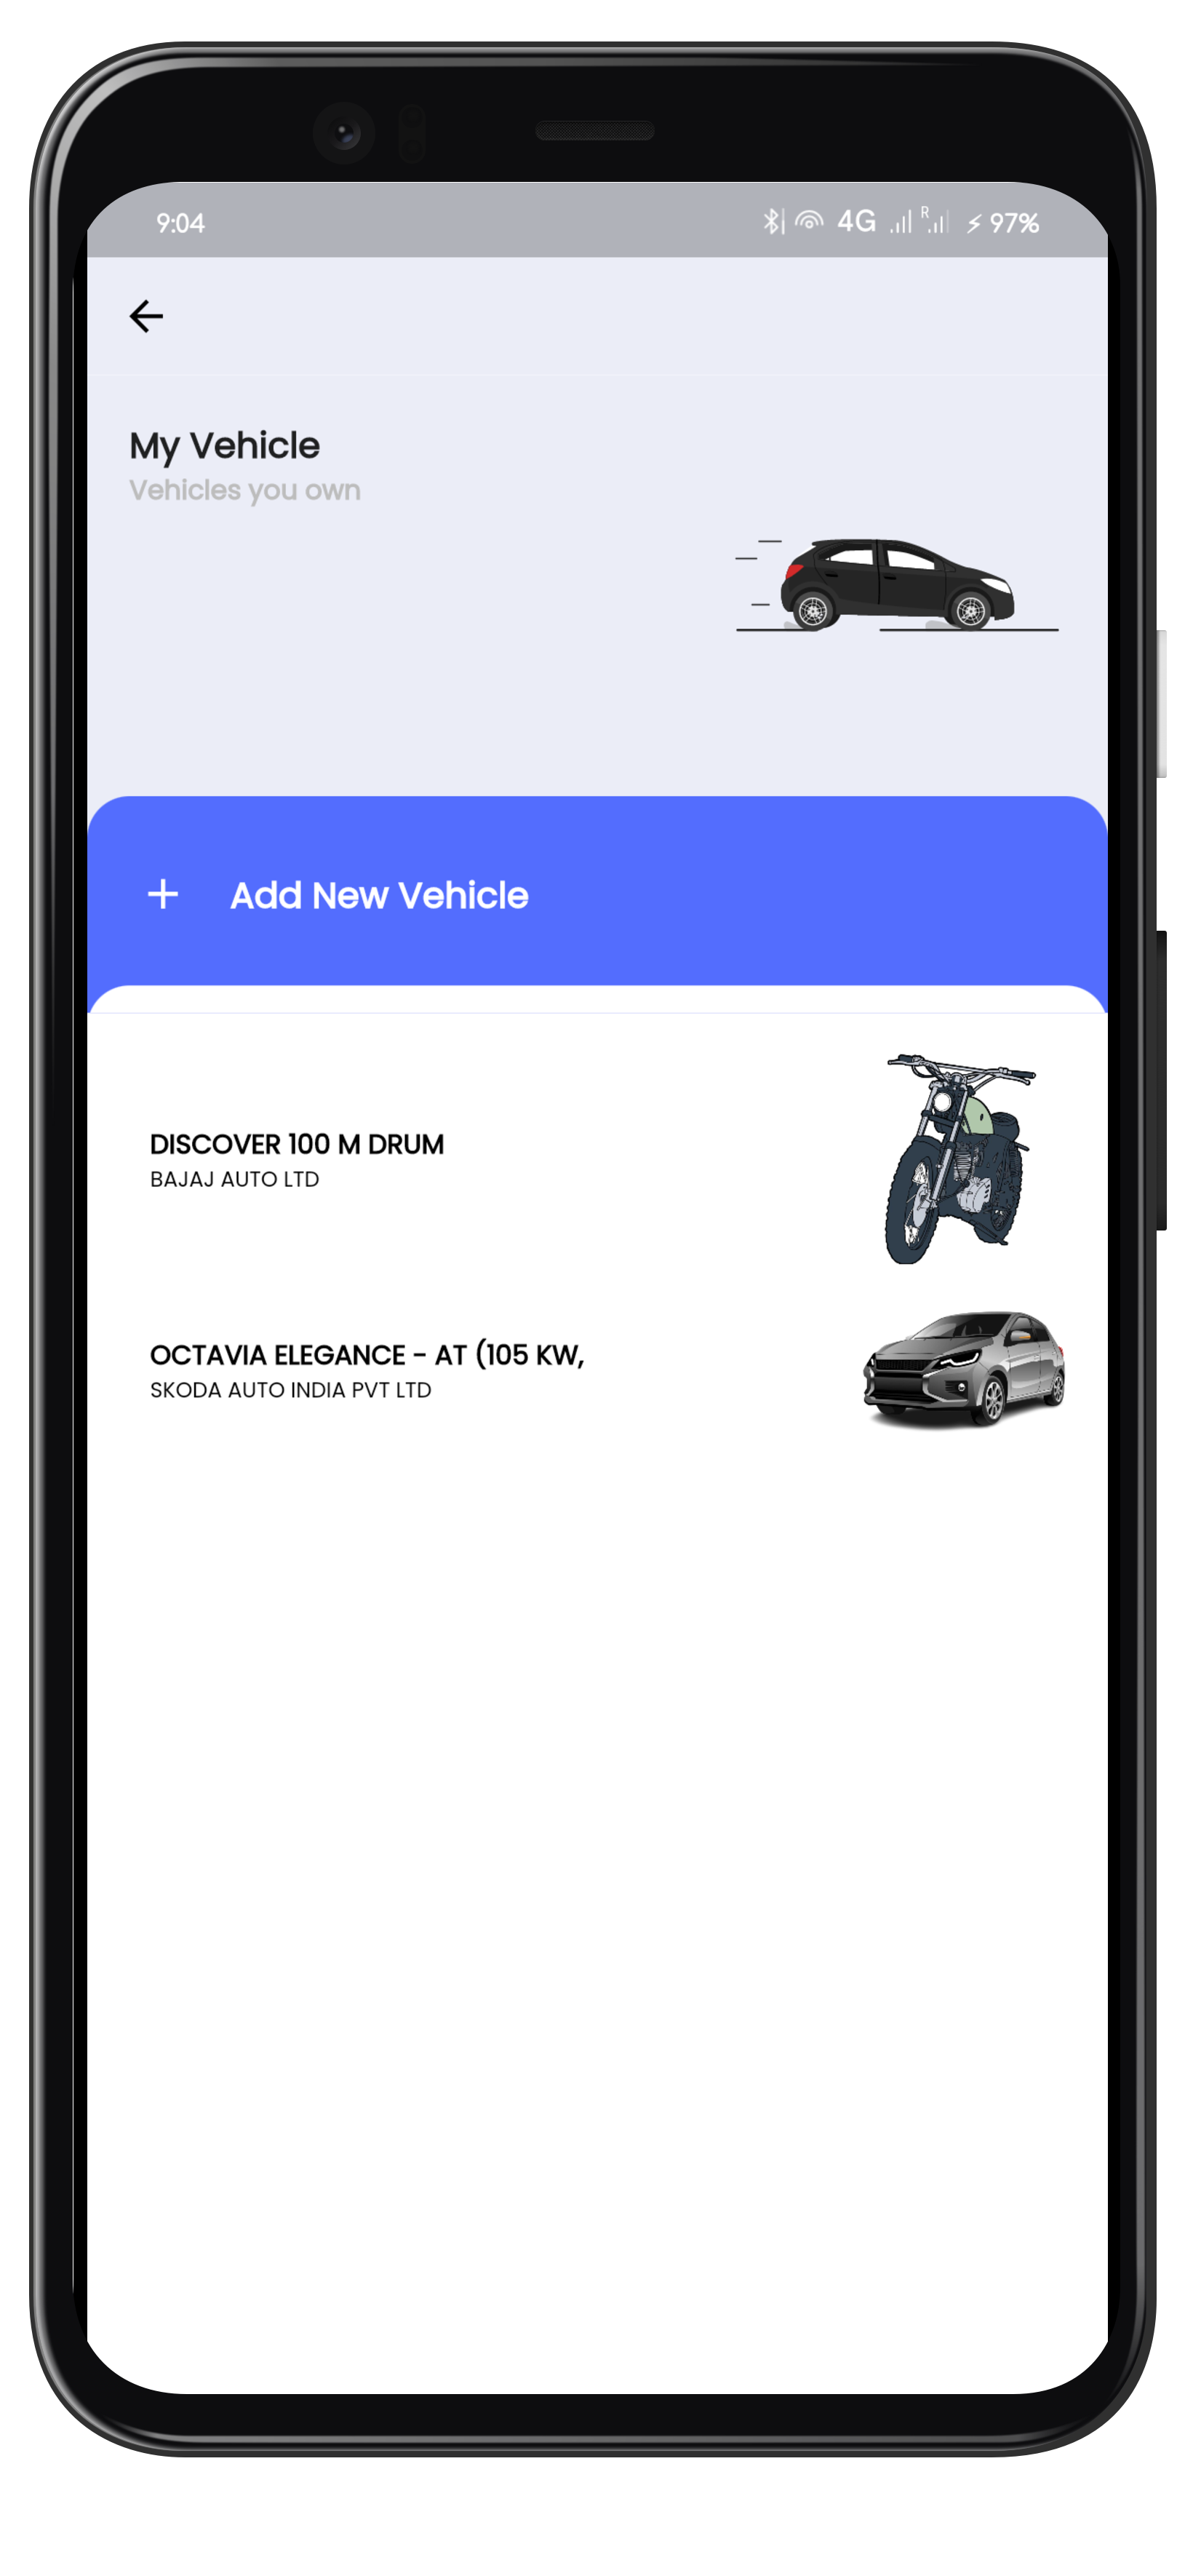 9:04 4G R 97%
My Vehicle
Vehicles you own
Add New Vehicle
DISCOVER 100 M DRUM
BAJAJ AUTO LTD
OCTAVIA ELEGANCE - AT (105 KW,
SKODA AUTO INDIA PVT LTD